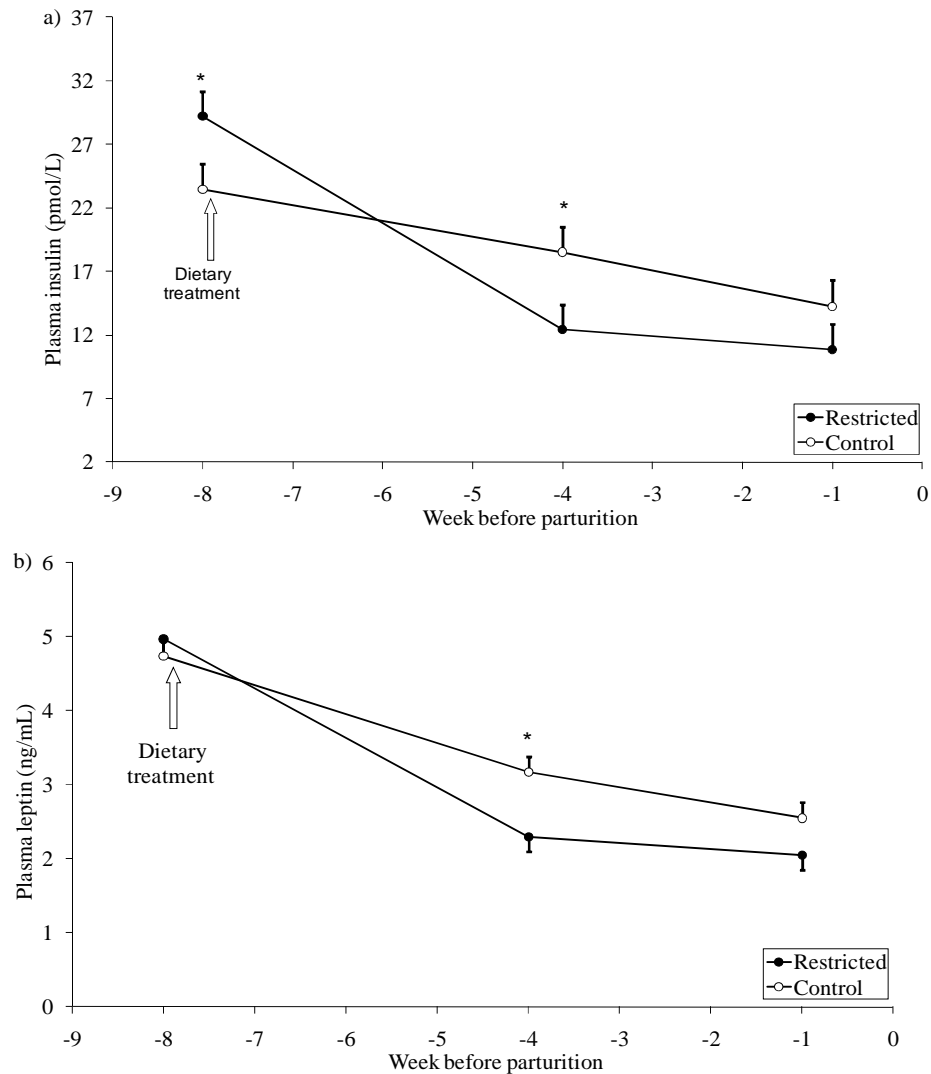 a)
37
32
27
22
17
12
7
2
Plasma insulin (pmol/L)
*
*
Dietary
treatment
Restricted
Control
-9 -8 -7 -6 -5 -4 -3 -2 -1 0
Week before parturition
b)
6
5
4
3
2
1
0
Plasma leptin (ng/mL)
*
Dietary
treatment
Restricted
Control
-9 -8 -7 -6 -5 -4 -3 -2 -1 0
Week before parturition